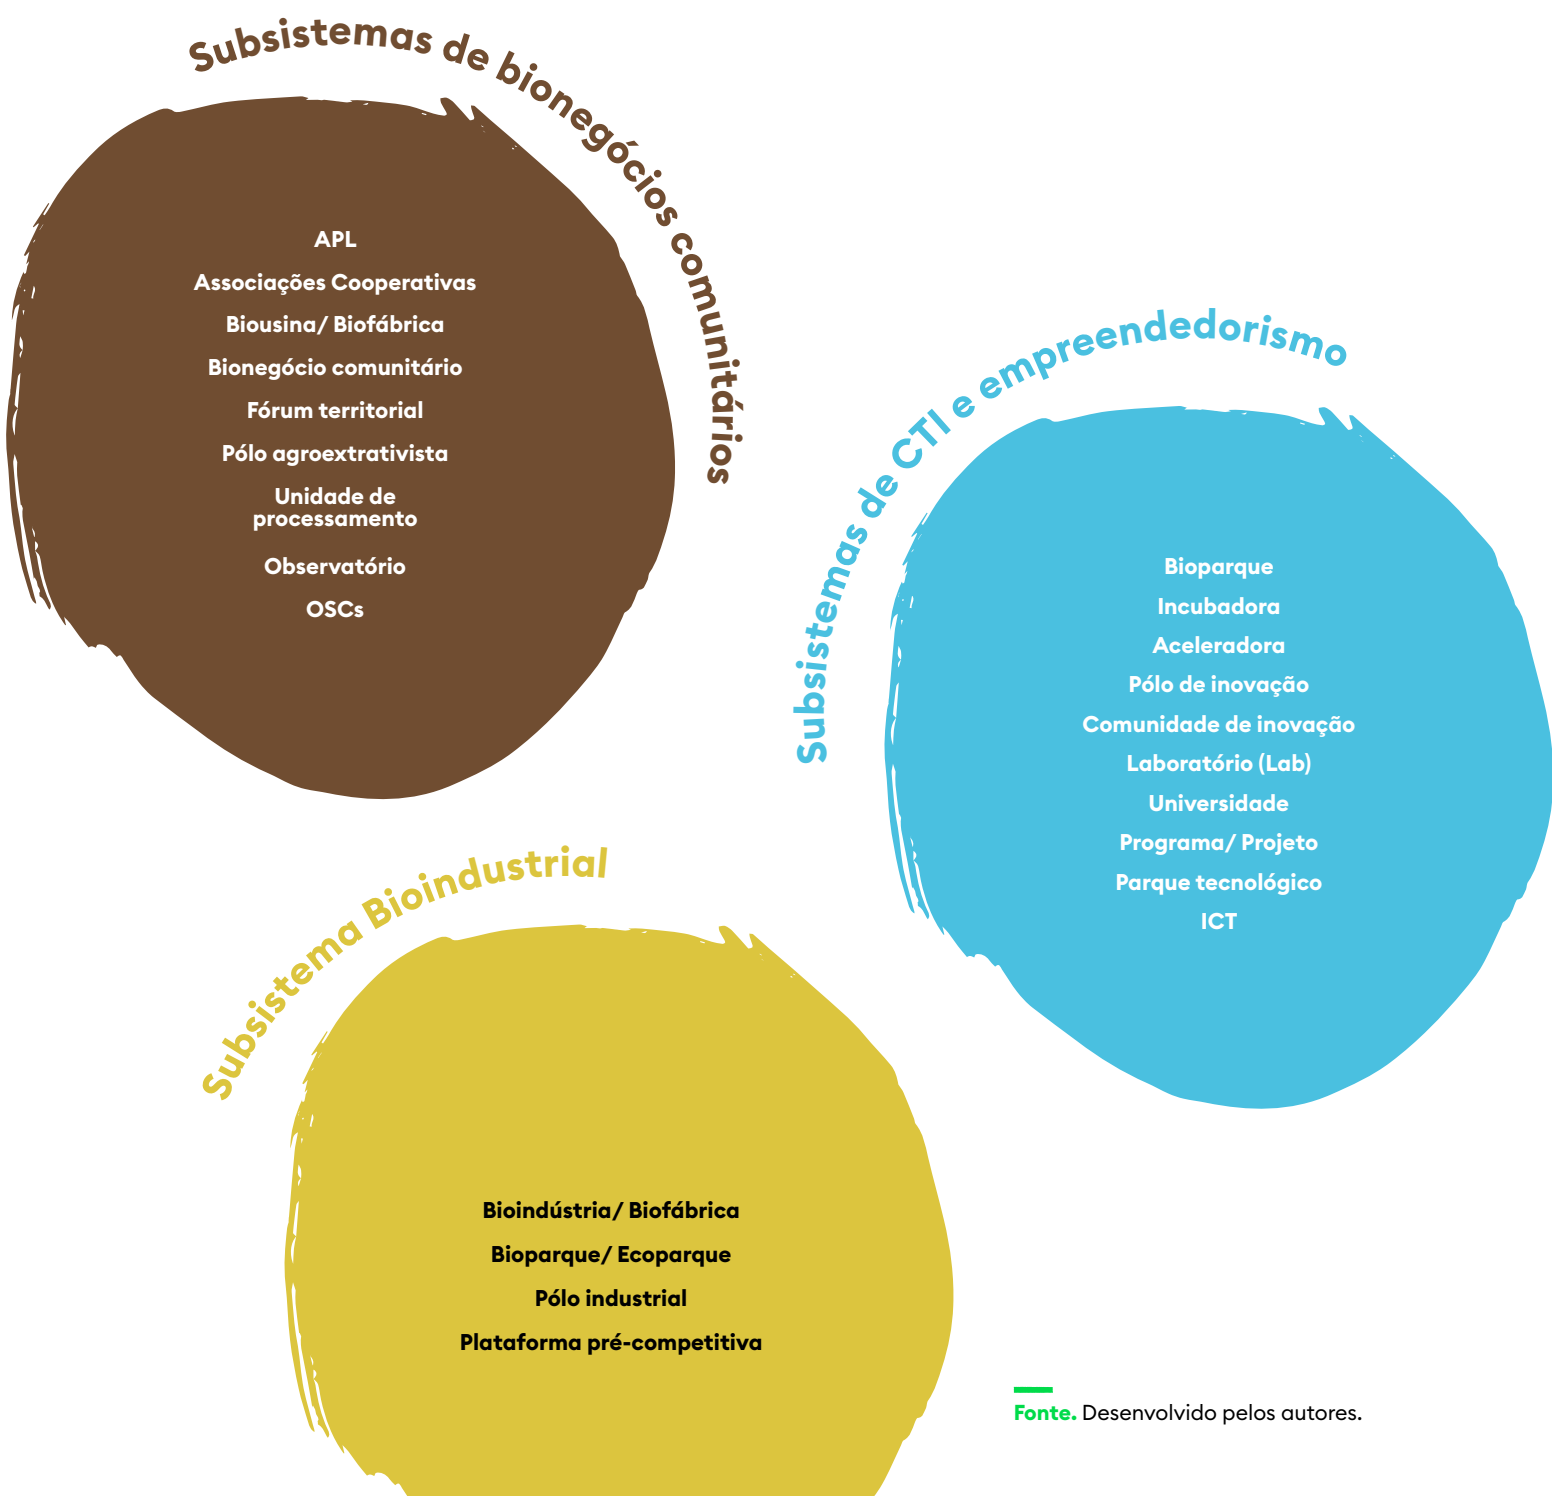 Subsistemas de bionegócios comunitários
APL
Associações Cooperativas
Biousina/ Biofábrica
Bionegócio comunitário
Fórum territorial
Pólo agroextrativista
Unidade de
processamento
Observatório
OSCs
Subsistemas de CTI e empreendedorismo
Bioparque
Incubadora
Aceleradora
Pólo de inovação
Comunidade de inovação
Laboratório (Lab)
Universidade
Programa/ Projeto
Parque tecnológico
ICT
Subsistema Bioindustrial
Bioindústria/ Biofábrica
Bioparque/ Ecoparque
Pólo industrial
Plataforma pré-competitiva
Fonte. Desenvolvido pelos autores.